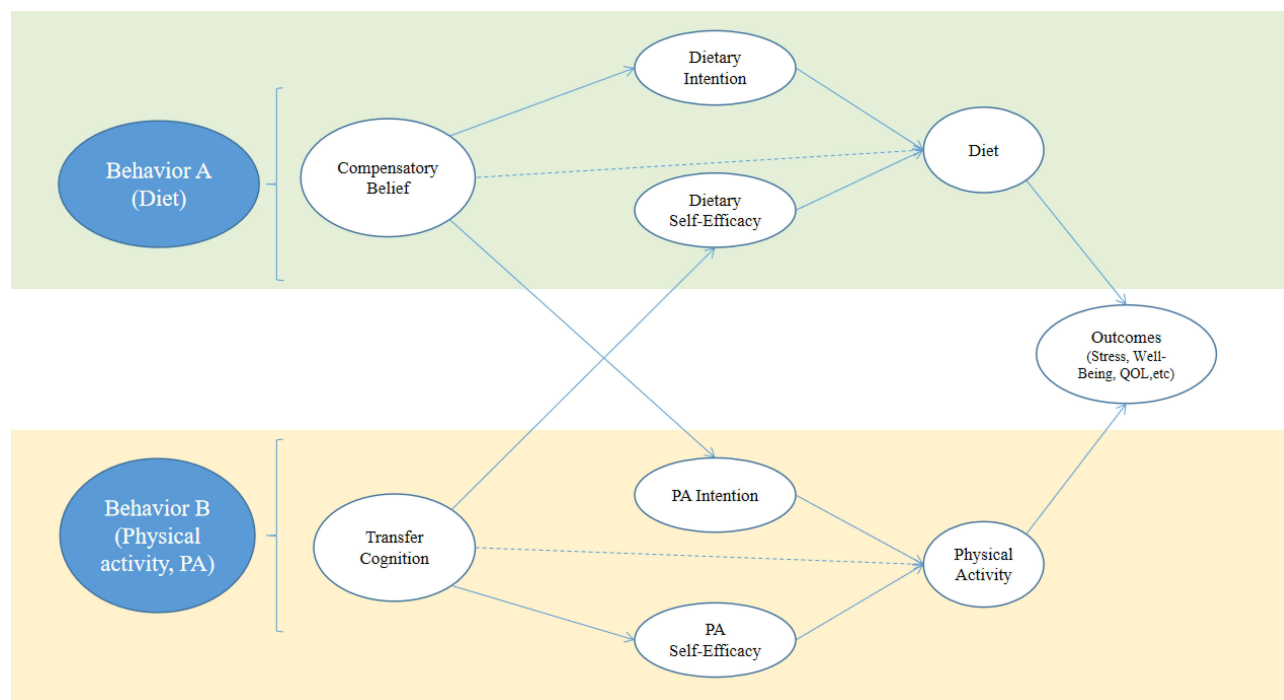 Dietary
Intention
Behavior A
(Diet)
Compensatory
Belief
Diet
Dietary
Self-Efficacy
Outcomes
(Stress, Well-
Being, QOL,etc)
Behavior B
(Physical
activity, PA)
Transfer
Cognition
PA Intention
Physical
Activity
PA
Self-Efficacy